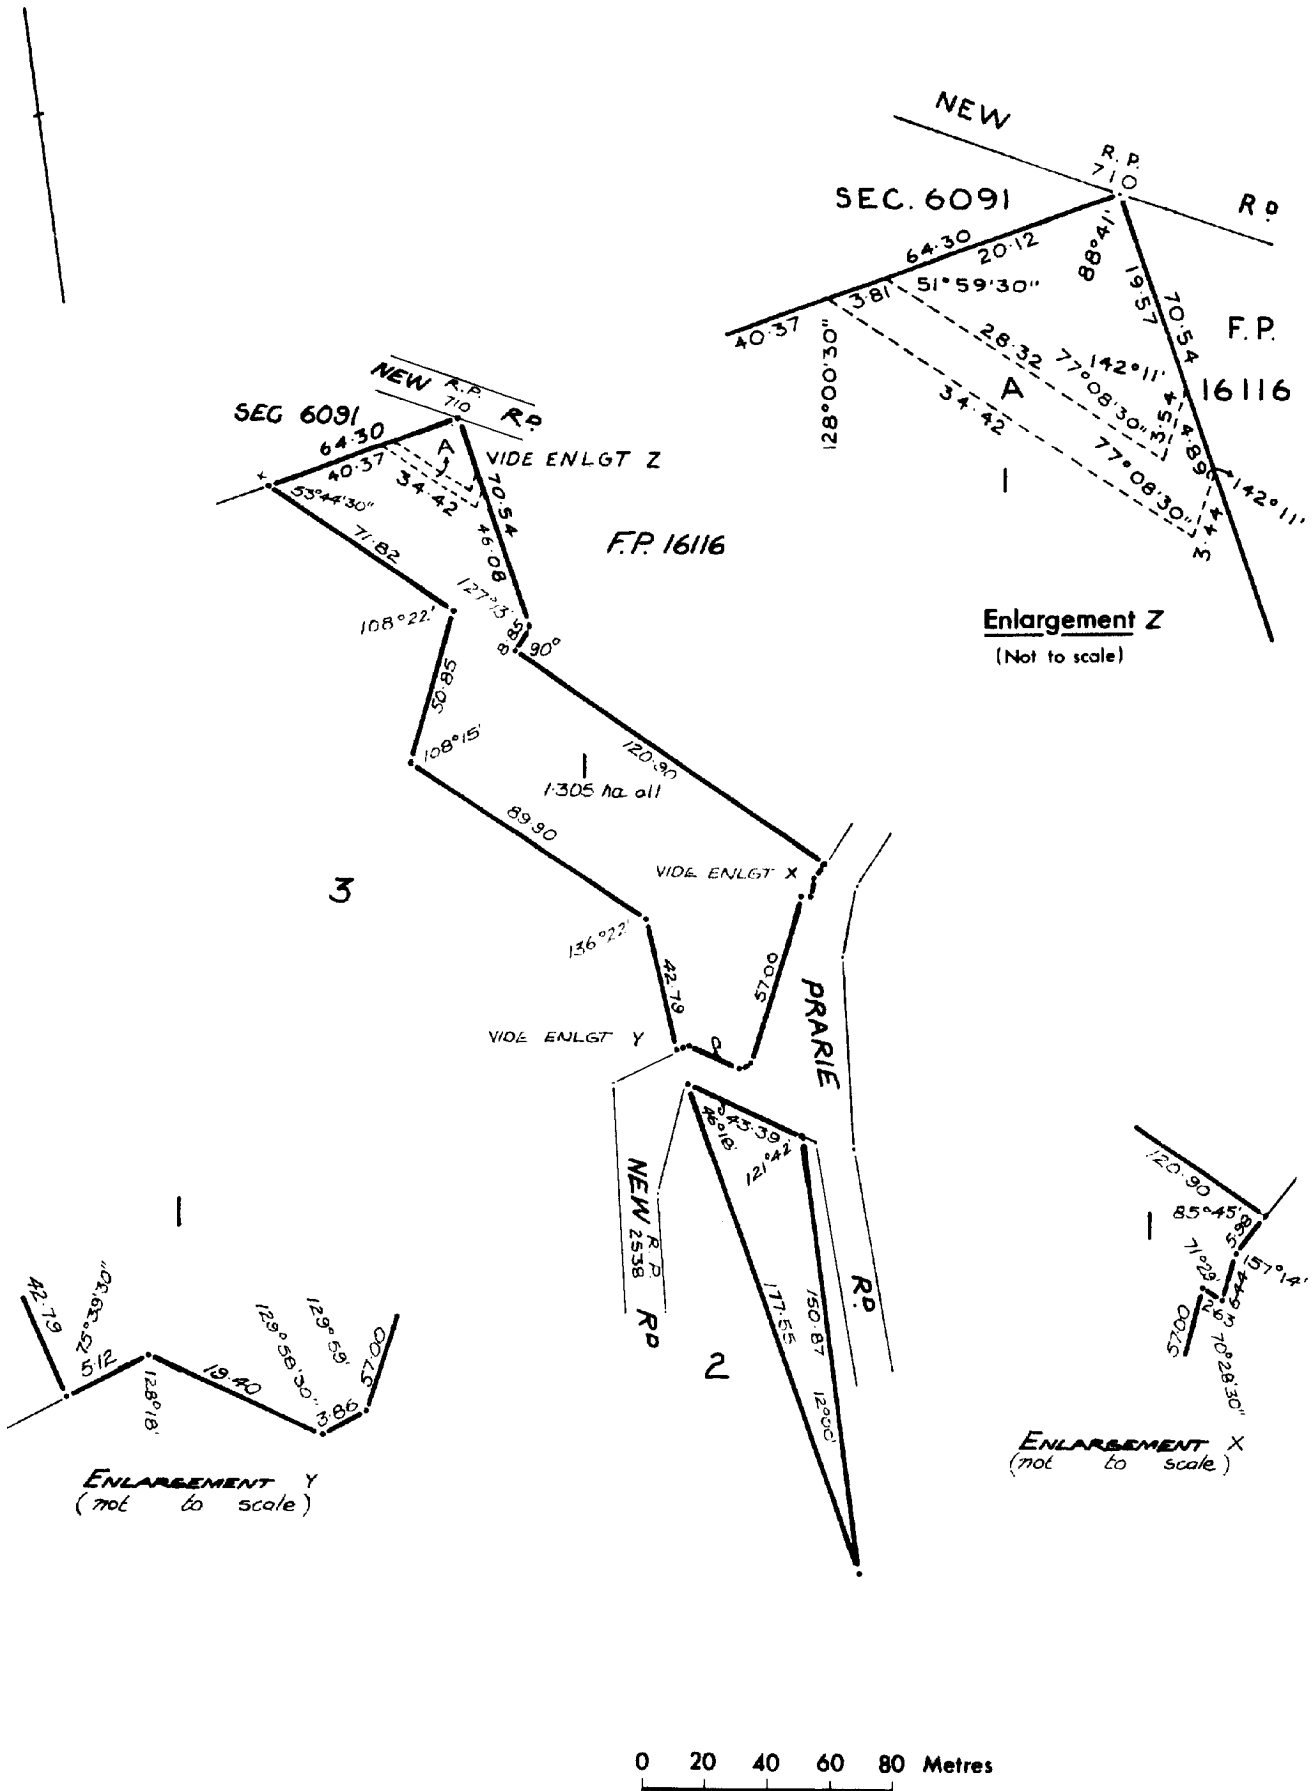 NEW
R. P.
710
SEC. 6091
RD
64·30
20·12
88°41'
19·57
70·54
3·81
51°59'30"
40·37
128°00'30"
28·32
142°11'
77°08'30"
F.P.
16116
A
34·42
3·54
4·89
77°08'30"
142°11'
3·44
1
Enlargement Z
(Not to scale)
NEW R.P. RD
710
SEC 6091
64·30
40·37
A
VIDE ENLGT Z
34·42
70·54
53°44'30"
71·82
46·08
F.P. 16116
127°13'
108°22'
8·85
90°
50·85
108°15'
120·90
1
1·305 ha all
89·90
VIDE ENLGT X
3
136°22'
42·79
57·00
PRARIE
VIDE ENLGT Y
46°18'
43·39
121°42'
NEW R.P. RD
2538
177·55
150·87
12°00'
RD
2
1
42·79
75°39'30"
5·12
128°18'
19·40
129°58'30"
129°59'
3·86
57·00
ENLARGEMENT Y
(not to scale)
120·90
1
85°45'
5·98
71°29'
157°14'
6·44
2·63
57·00
70°28'30"
ENLARGEMENT X
(not to scale)
0 20 40 60 80 Metres